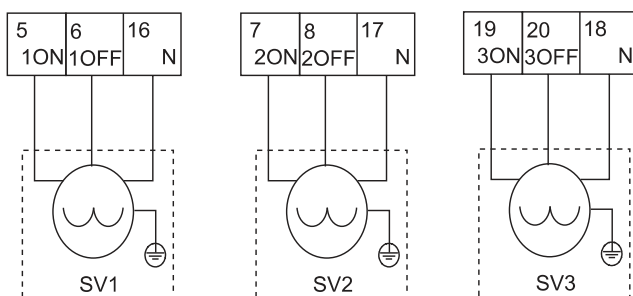 5 6 16
1ON 1OFF N
7 8 17
2ON 2OFF N
19 20 18
3ON 3OFF N
SV1
SV2
SV3